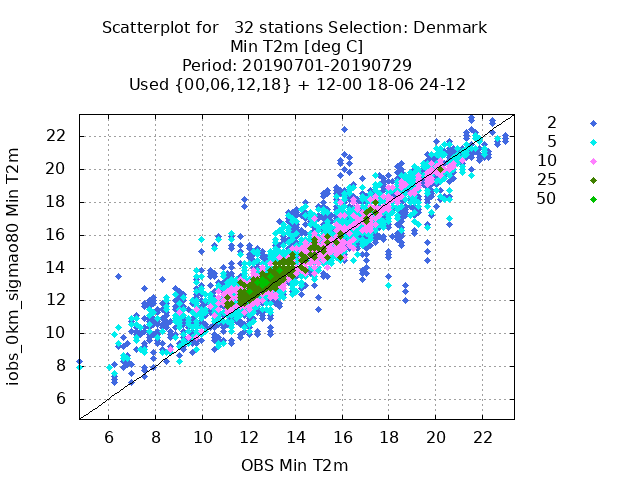 Scatterplot for   32 stations Selection: Denmark
Min T2m [deg C]
Period: 20190701-20190729
Used {00,06,12,18} + 12-00 18-06 24-12
2
5
10
25
50
iobs_0km_sigmao80 Min T2m
22
20
18
16
14
12
10
8
6
6 8 10 12 14 16 18 20 22
OBS Min T2m